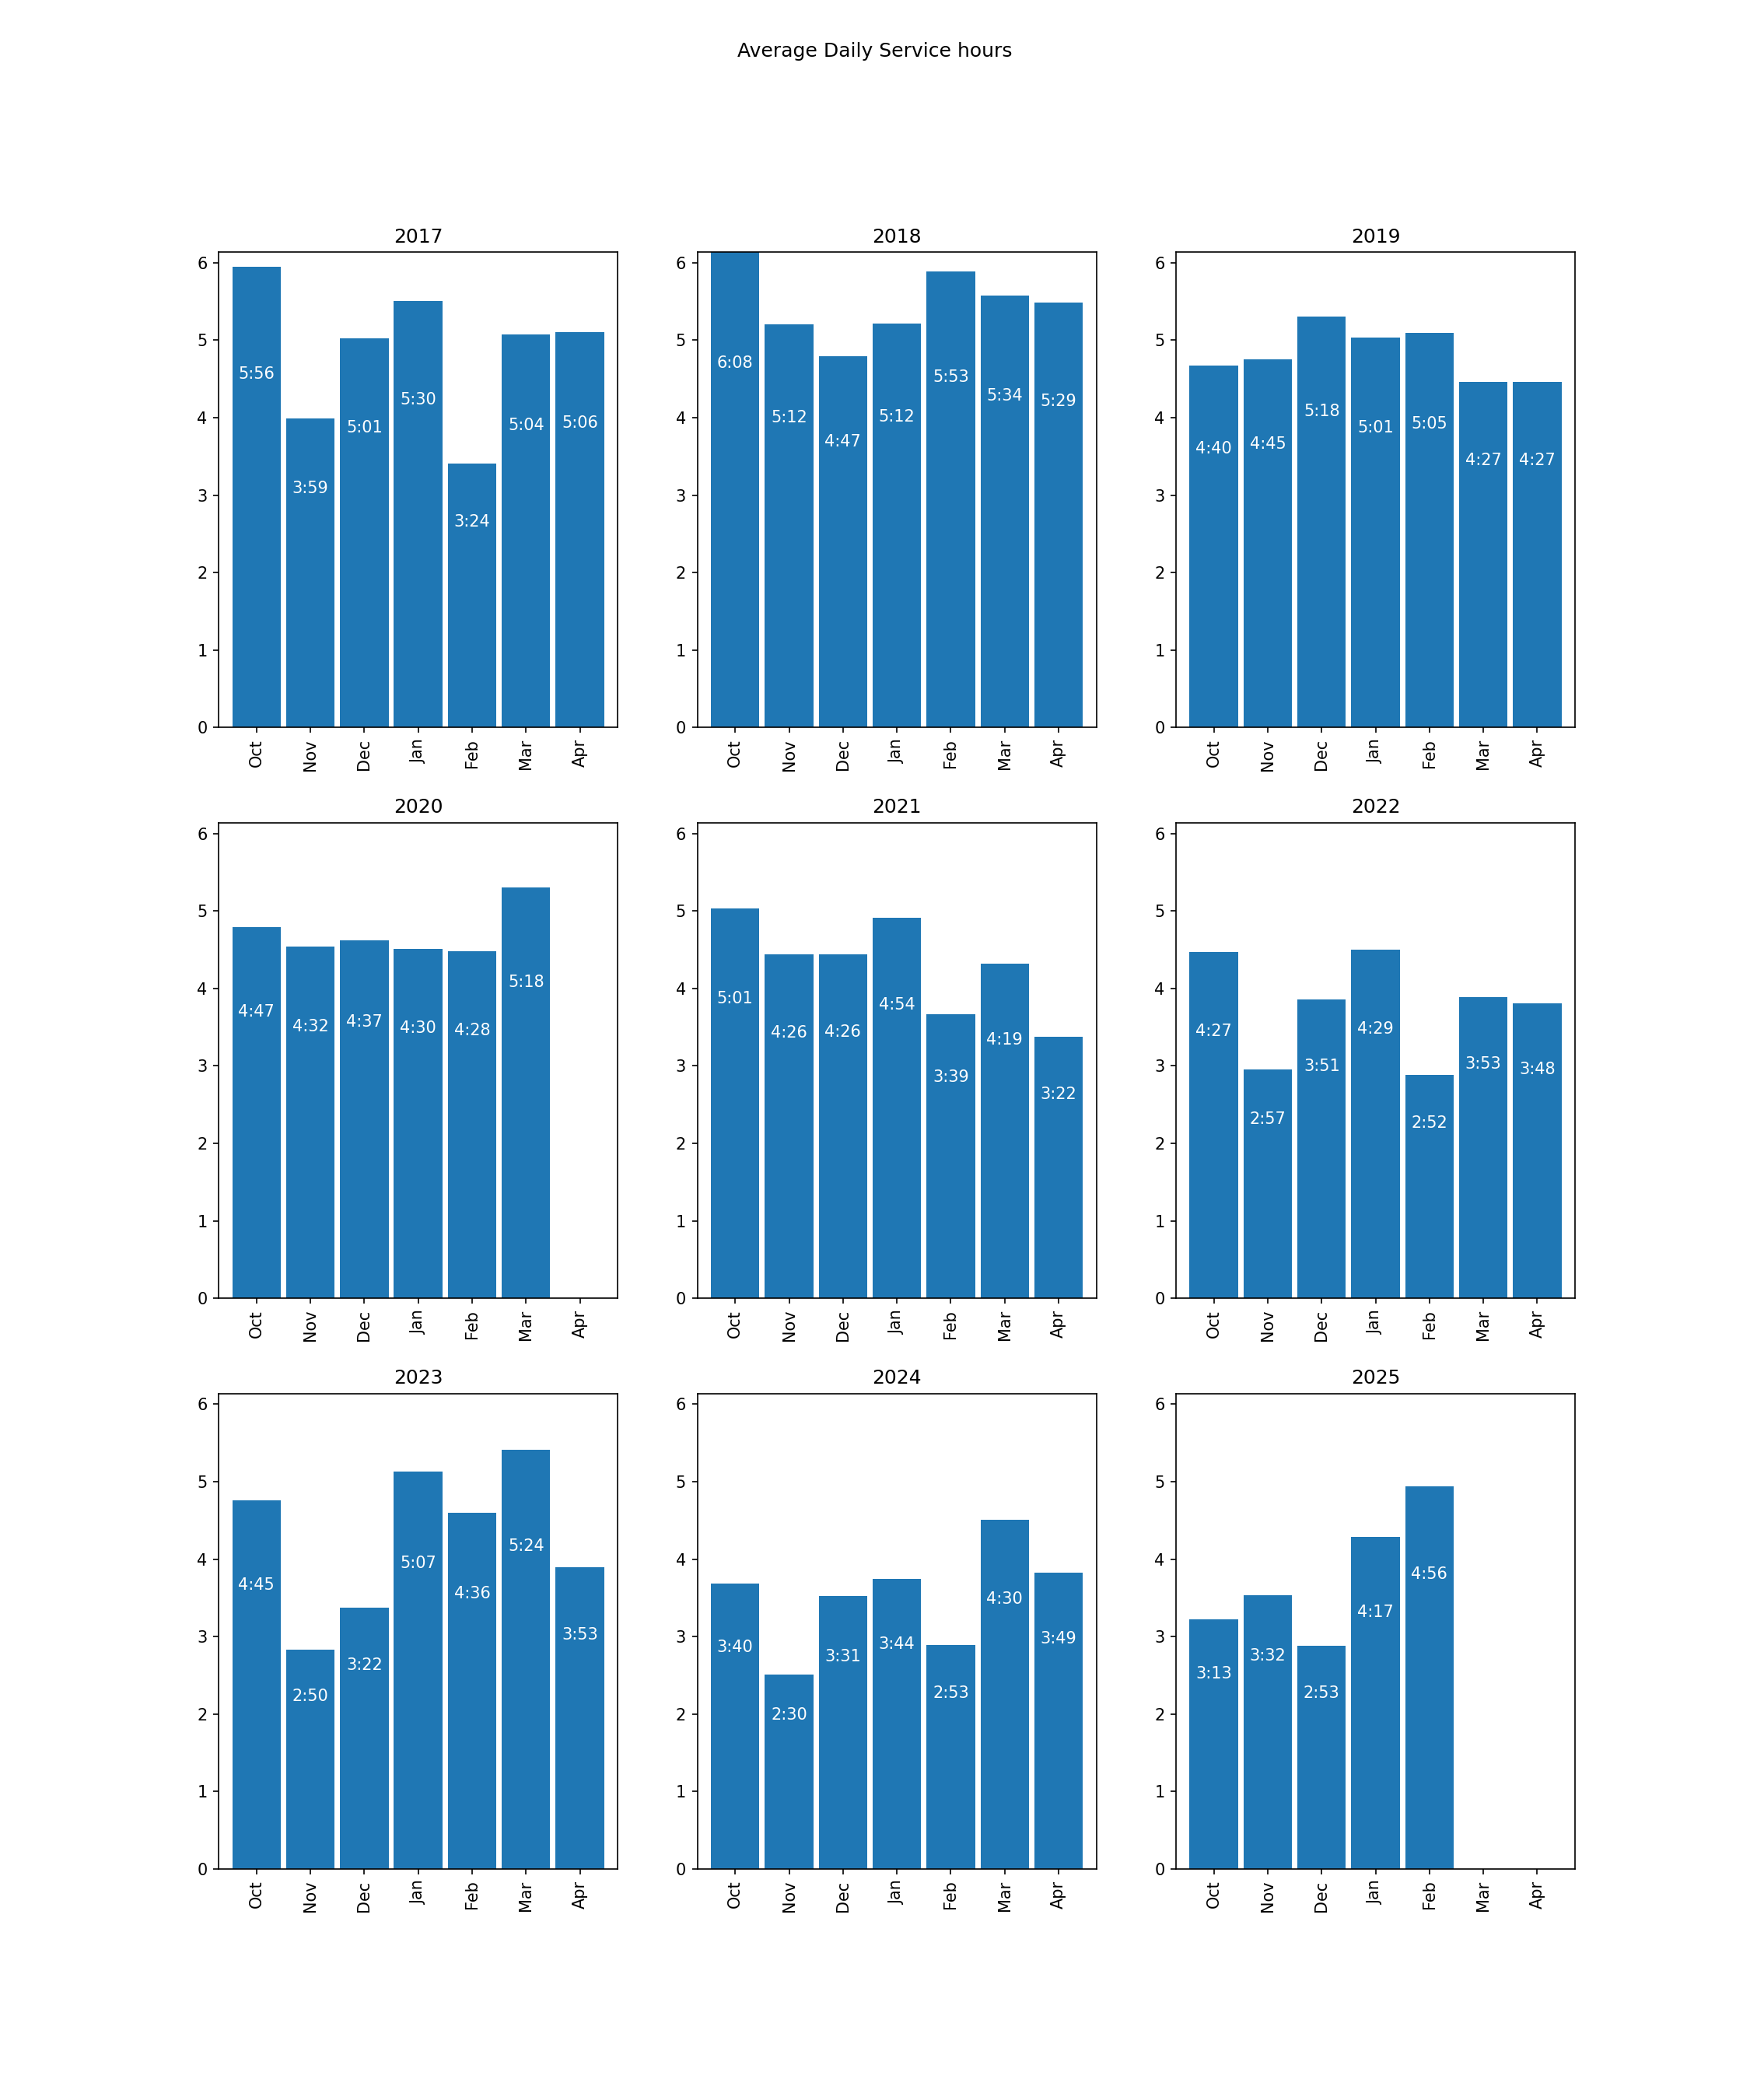 Average Daily Service hours
2017
2018
2019
6
5
4
3
2
1
0
5:56
3:59
5:01
5:30
3:24
5:04
5:06
Oct
Nov
Dec
Jan
Feb
Mar
Apr
6
5
4
3
2
1
0
6:08
5:12
4:47
5:12
5:53
5:34
5:29
Oct
Nov
Dec
Jan
Feb
Mar
Apr
6
5
4
3
2
1
0
4:40
4:45
5:18
5:01
5:05
4:27
4:27
Oct
Nov
Dec
Jan
Feb
Mar
Apr
2020
2021
2022
6
5
4
3
2
1
0
4:47
4:32
4:37
4:30
4:28
5:18
Oct
Nov
Dec
Jan
Feb
Mar
Apr
6
5
4
3
2
1
0
5:01
4:26
4:26
4:54
3:39
4:19
3:22
Oct
Nov
Dec
Jan
Feb
Mar
Apr
6
5
4
3
2
1
0
4:27
2:57
3:51
4:29
2:52
3:53
3:48
Oct
Nov
Dec
Jan
Feb
Mar
Apr
2023
2024
2025
6
5
4
3
2
1
0
4:45
2:50
3:22
5:07
4:36
5:24
3:53
Oct
Nov
Dec
Jan
Feb
Mar
Apr
6
5
4
3
2
1
0
3:40
2:30
3:31
3:44
2:53
4:30
3:49
Oct
Nov
Dec
Jan
Feb
Mar
Apr
6
5
4
3
2
1
0
3:13
3:32
2:53
4:17
4:56
Oct
Nov
Dec
Jan
Feb
Mar
Apr